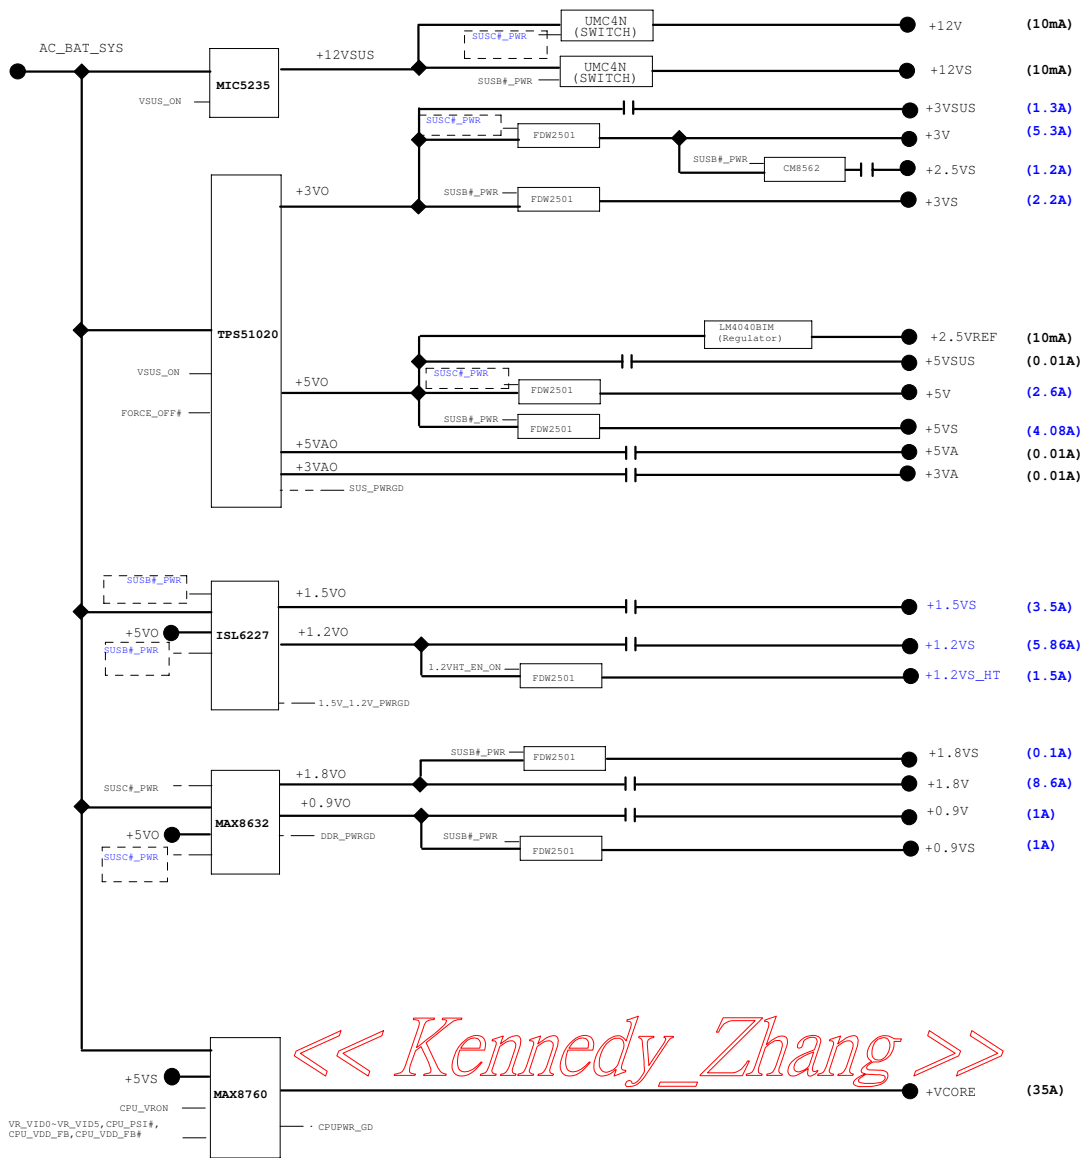 AC_BAT_SYS
MIC5235
VSUS_ON
+12VSUS
SUSC#_PWR
UMC4N
(SWITCH)
+12V
(10mA)
SUSB#_PWR
UMC4N
(SWITCH)
+12VS
(10mA)
+3VSUS
(1.3A)
SUSC#_PWR
FDW2501
+3V
(5.3A)
SUSB#_PWR
CM8562
+2.5VS
(1.2A)
+3VO
SUSB#_PWR
FDW2501
+3VS
(2.2A)
TPS51020
VSUS_ON
FORCE_OFF#
LM4040BIM
(Regulator)
+2.5VREF
(10mA)
+5VSUS
(0.01A)
SUSC#_PWR
+5VO
FDW2501
+5V
(2.6A)
SUSB#_PWR
FDW2501
+5VS
(4.08A)
+5VAO
+5VA
(0.01A)
+3VAO
+3VA
(0.01A)
SUS_PWRGD
SUSB#_PWR
+1.5VO
+1.5VS
(3.5A)
+5VO
ISL6227
SUSB#_PWR
+1.2VO
+1.2VS
(5.86A)
1.2VHT_EN_ON
FDW2501
+1.2VS_HT
(1.5A)
1.5V_1.2V_PWRGD
SUSB#_PWR
FDW2501
+1.8VS
(0.1A)
SUSC#_PWR
+1.8VO
+1.8V
(8.6A)
+0.9VO
+0.9V
(1A)
MAX8632
+5VO
DDR_PWRGD
SUSC#_PWR
SUSB#_PWR
FDW2501
+0.9VS
(1A)
<< Kennedy_Zhang >>
+5VS
MAX8760
+VCORE
(35A)
CPU_VRON
VR_VID0~VR_VID5,CPU_PSI#,
CPU_VDD_FB,CPU_VDD_FB#
CPUPWR_GD